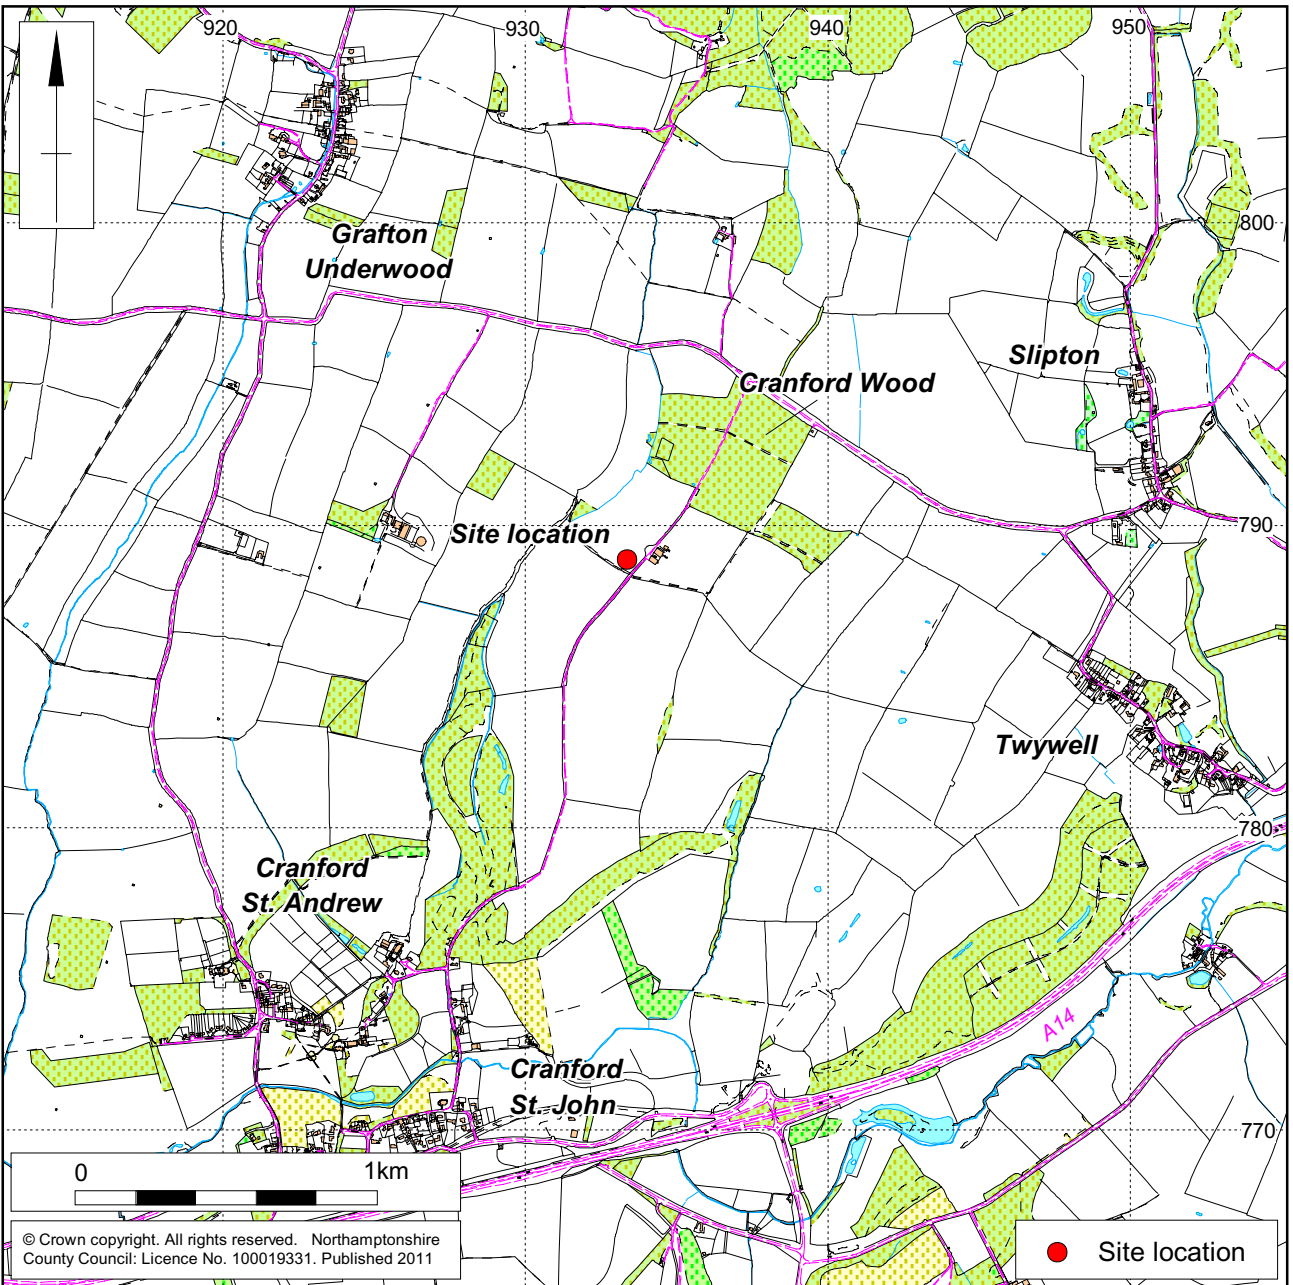 920
930
940
950
800
Grafton
Underwood
Slipton
Cranford Wood
Site location
790
Twywell
780
Cranford
St. Andrew
A14
Cranford
St. John
770
0 1km
© Crown copyright. All rights reserved. Northamptonshire
County Council: Licence No. 100019331. Published 2011
Site location